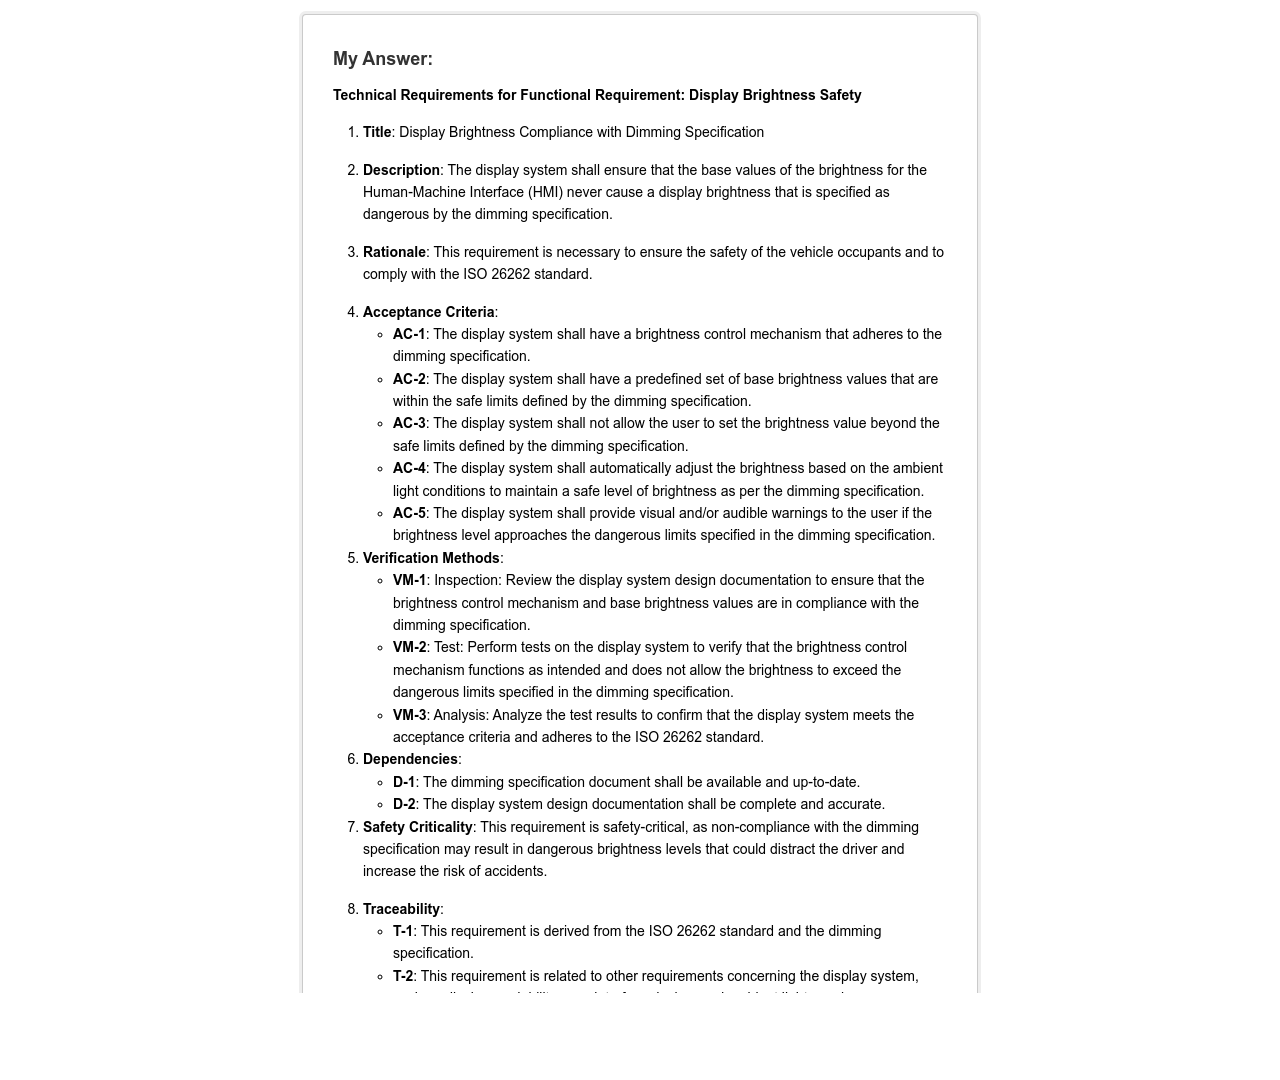 My Answer:
Technical Requirements for Functional Requirement: Display Brightness Safety
1. Title: Display Brightness Compliance with Dimming Specification
2. Description: The display system shall ensure that the base values of the brightness for the
Human-Machine Interface (HMI) never cause a display brightness that is specified as
dangerous by the dimming specification.
3. Rationale: This requirement is necessary to ensure the safety of the vehicle occupants and to
comply with the ISO 26262 standard.
4. Acceptance Criteria:
◦ AC-1: The display system shall have a brightness control mechanism that adheres to the
dimming specification.
◦ AC-2: The display system shall have a predefined set of base brightness values that are
within the safe limits defined by the dimming specification.
◦ AC-3: The display system shall not allow the user to set the brightness value beyond the
safe limits defined by the dimming specification.
◦ AC-4: The display system shall automatically adjust the brightness based on the ambient
light conditions to maintain a safe level of brightness as per the dimming specification.
◦ AC-5: The display system shall provide visual and/or audible warnings to the user if the
brightness level approaches the dangerous limits specified in the dimming specification.
5. Verification Methods:
◦ VM-1: Inspection: Review the display system design documentation to ensure that the
brightness control mechanism and base brightness values are in compliance with the
dimming specification.
◦ VM-2: Test: Perform tests on the display system to verify that the brightness control
mechanism functions as intended and does not allow the brightness to exceed the
dangerous limits specified in the dimming specification.
◦ VM-3: Analysis: Analyze the test results to confirm that the display system meets the
acceptance criteria and adheres to the ISO 26262 standard.
6. Dependencies:
◦ D-1: The dimming specification document shall be available and up-to-date.
◦ D-2: The display system design documentation shall be complete and accurate.
7. Safety Criticality: This requirement is safety-critical, as non-compliance with the dimming
specification may result in dangerous brightness levels that could distract the driver and
increase the risk of accidents.
8. Traceability:
◦ T-1: This requirement is derived from the ISO 26262 standard and the dimming
specification.
◦ T-2: This requirement is related to other requirements concerning the display system,